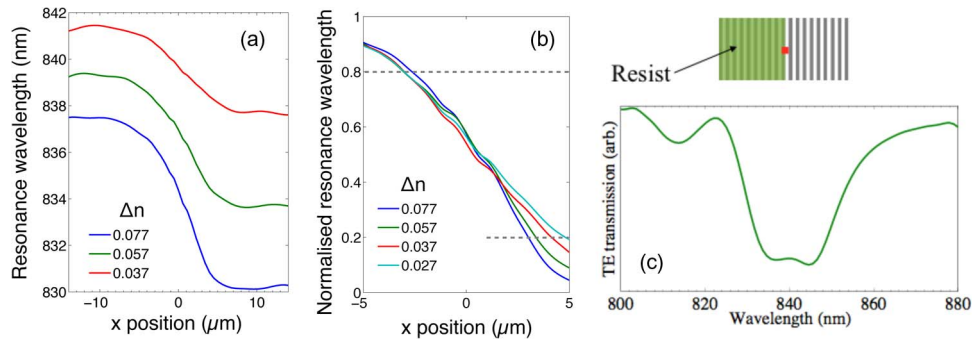 842
840
838
836
834
832
830
Resonance wavelength (nm)
(a)
Δn
0.077
0.057
0.037
−10
0
10
x position (μm)
1
0.8
0.6
0.4
0.2
0
Normalised resonance wavelength
(b)
Δn
0.077
0.057
0.037
0.027
−5
0
5
x position (μm)
Resist
TE transmission (arb.)
(c)
800
820
840
860
880
Wavelength (nm)